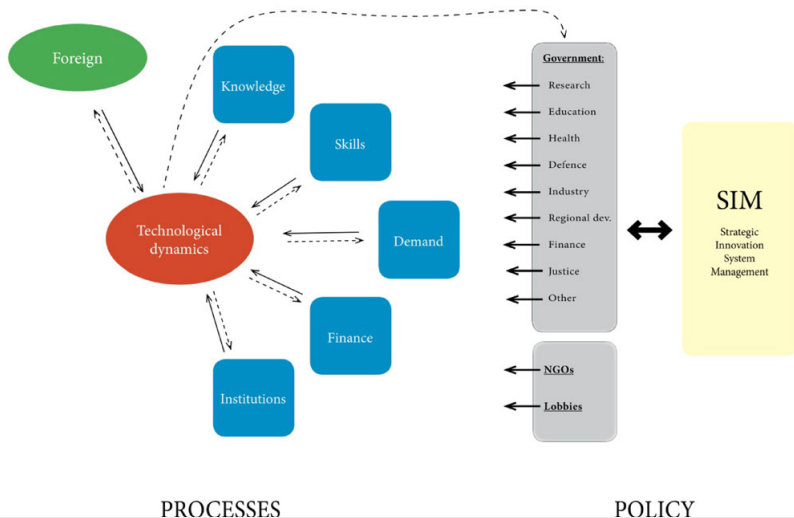 Foreign
Knowledge
Skills
Technological
dynamics
Demand
Finance
Institutions
Government:
Research
Education
Health
Defence
Industry
Regional dev.
Finance
Justice
Other
NGOs
Lobbies
SIM
Strategic
Innovation
System
Management
PROCESSES
POLICY